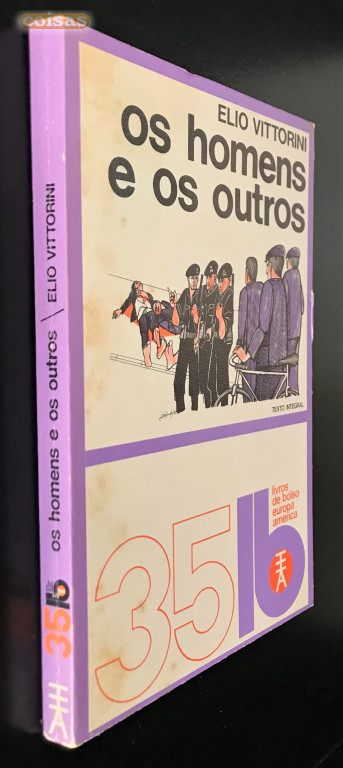 coisas
ELIO VITTORINI
os homens
e os outros
TEXTO INTEGRAL
35 lb
livros
de bolso
europa
américa
os homens e os outros \ ELIO VITTORINI
35 lb